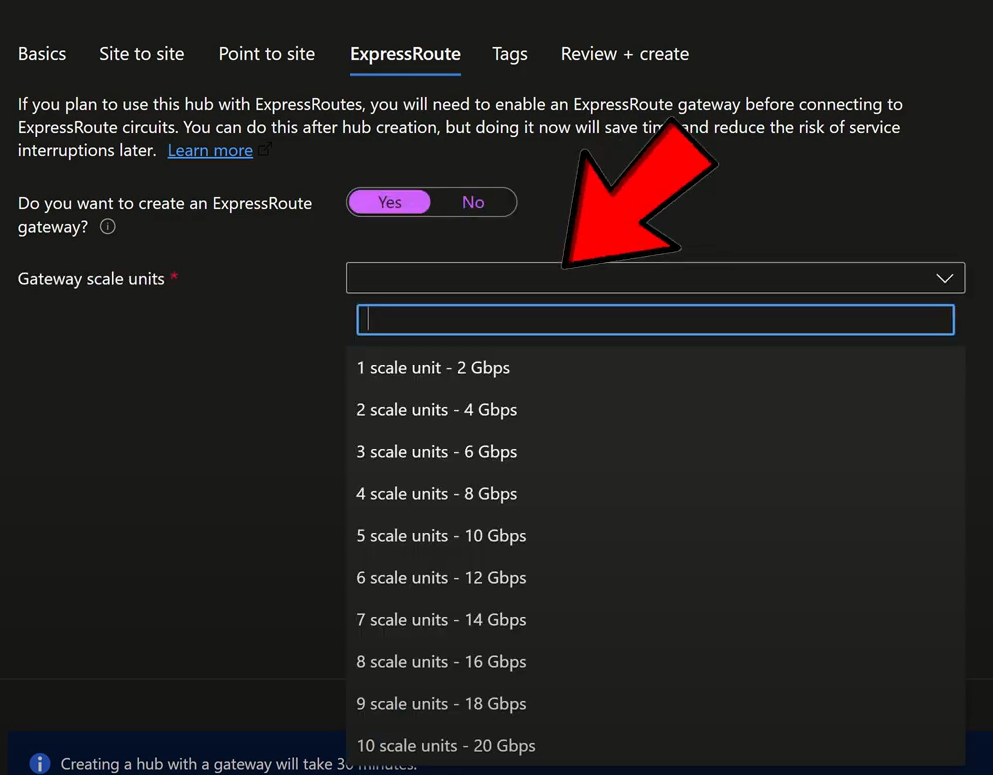 Basics Site to site Point to site ExpressRoute Tags Review + create
If you plan to use this hub with ExpressRoutes, you will need to enable an ExpressRoute gateway before connecting to
ExpressRoute circuits. You can do this after hub creation, but doing it now will save time and reduce the risk of service
interruptions later. Learn more
Do you want to create an ExpressRoute
gateway?
Yes No
Gateway scale units *
1 scale unit - 2 Gbps
2 scale units - 4 Gbps
3 scale units - 6 Gbps
4 scale units - 8 Gbps
5 scale units - 10 Gbps
6 scale units - 12 Gbps
7 scale units - 14 Gbps
8 scale units - 16 Gbps
9 scale units - 18 Gbps
10 scale units - 20 Gbps
Creating a hub with a gateway will take 30 minutes.